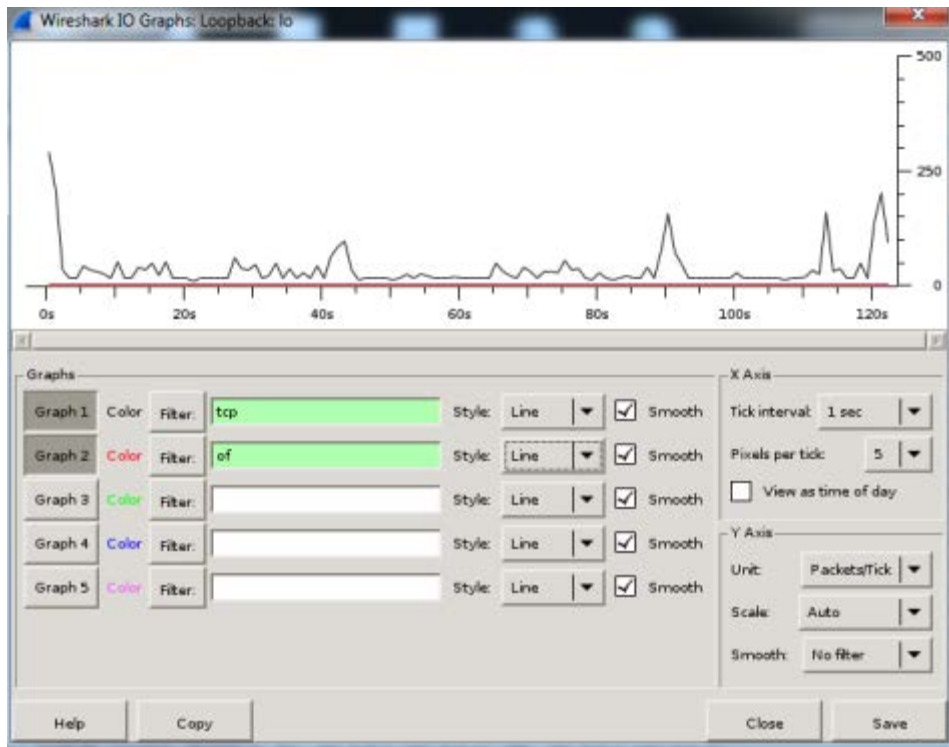 Wireshark IO Graphs: Loopback: lo
500
250
0
0s 20s 40s 60s 80s 100s 120s
Graphs
Graph 1 Color Filter: tcp Style: Line Smooth
Graph 2 Color Filter: of Style: Line Smooth
Graph 3 Color Filter: Style: Line Smooth
Graph 4 Color Filter: Style: Line Smooth
Graph 5 Color Filter: Style: Line Smooth
X Axis
Tick interval: 1 sec
Pixels per tick: 5
View as time of day
Y Axis
Unit: Packets/Tick
Scale: Auto
Smooth: No filter
Help Copy Close Save